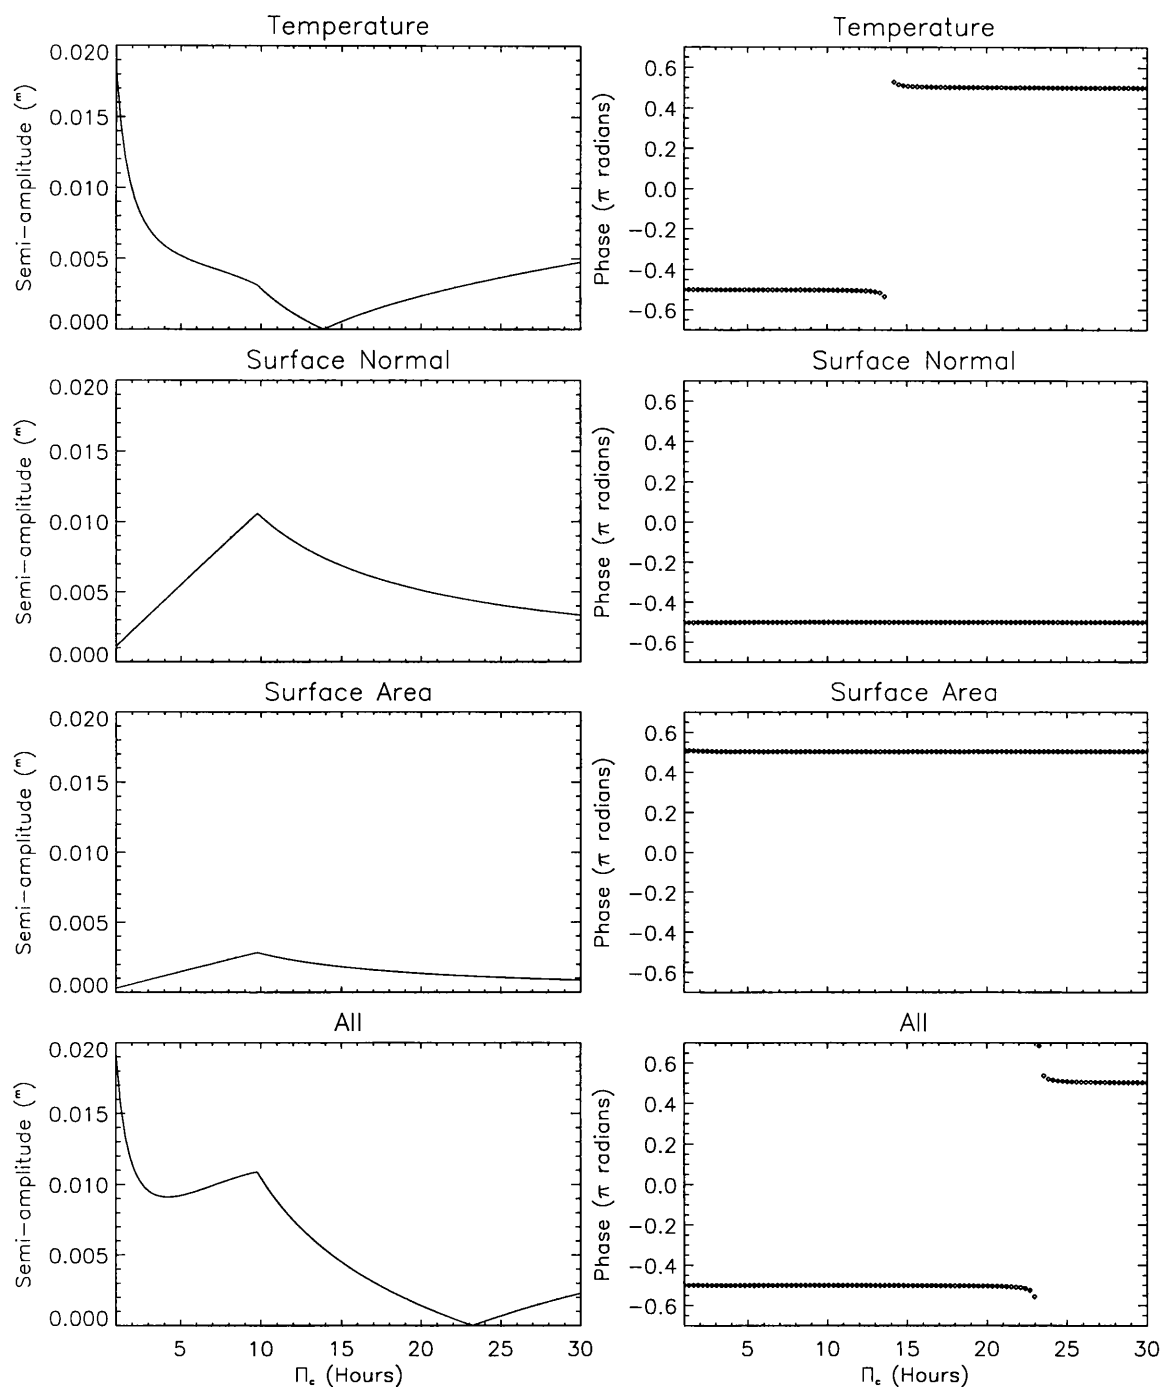 Temperature
Semi-amplitude (m)
0.020
0.015
0.010
0.005
0.000
Temperature
Phase (π radians)
0.6
0.4
0.2
0.0
-0.2
-0.4
-0.6
Surface Normal
Semi-amplitude (m)
0.020
0.015
0.010
0.005
0.000
Surface Normal
Phase (π radians)
0.6
0.4
0.2
0.0
-0.2
-0.4
-0.6
Surface Area
Semi-amplitude (m)
0.020
0.015
0.010
0.005
0.000
Surface Area
Phase (π radians)
0.6
0.4
0.2
0.0
-0.2
-0.4
-0.6
All
Semi-amplitude (m)
0.020
0.015
0.010
0.005
0.000
5 10 15 20 25 30
Π_c (Hours)
All
Phase (π radians)
0.6
0.4
0.2
0.0
-0.2
-0.4
-0.6
5 10 15 20 25 30
Π_c (Hours)